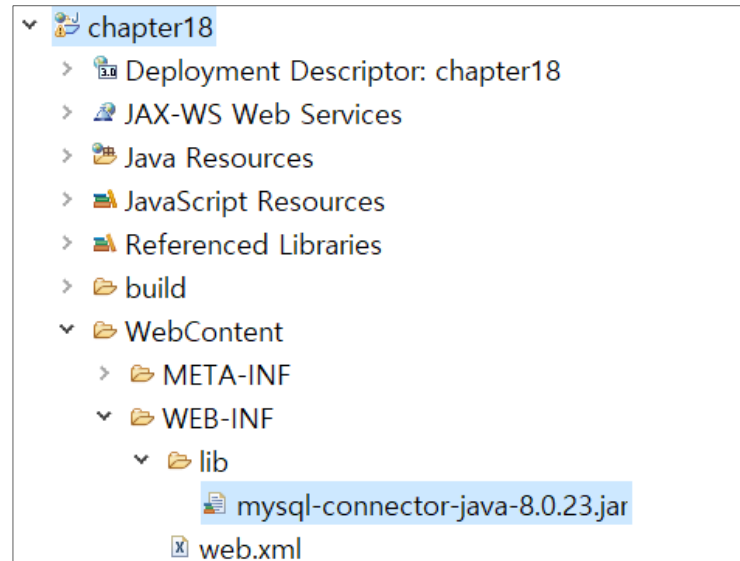 chapter18
Deployment Descriptor: chapter18
JAX-WS Web Services
Java Resources
JavaScript Resources
Referenced Libraries
build
WebContent
META-INF
WEB-INF
lib
mysql-connector-java-8.0.23.jar
web.xml